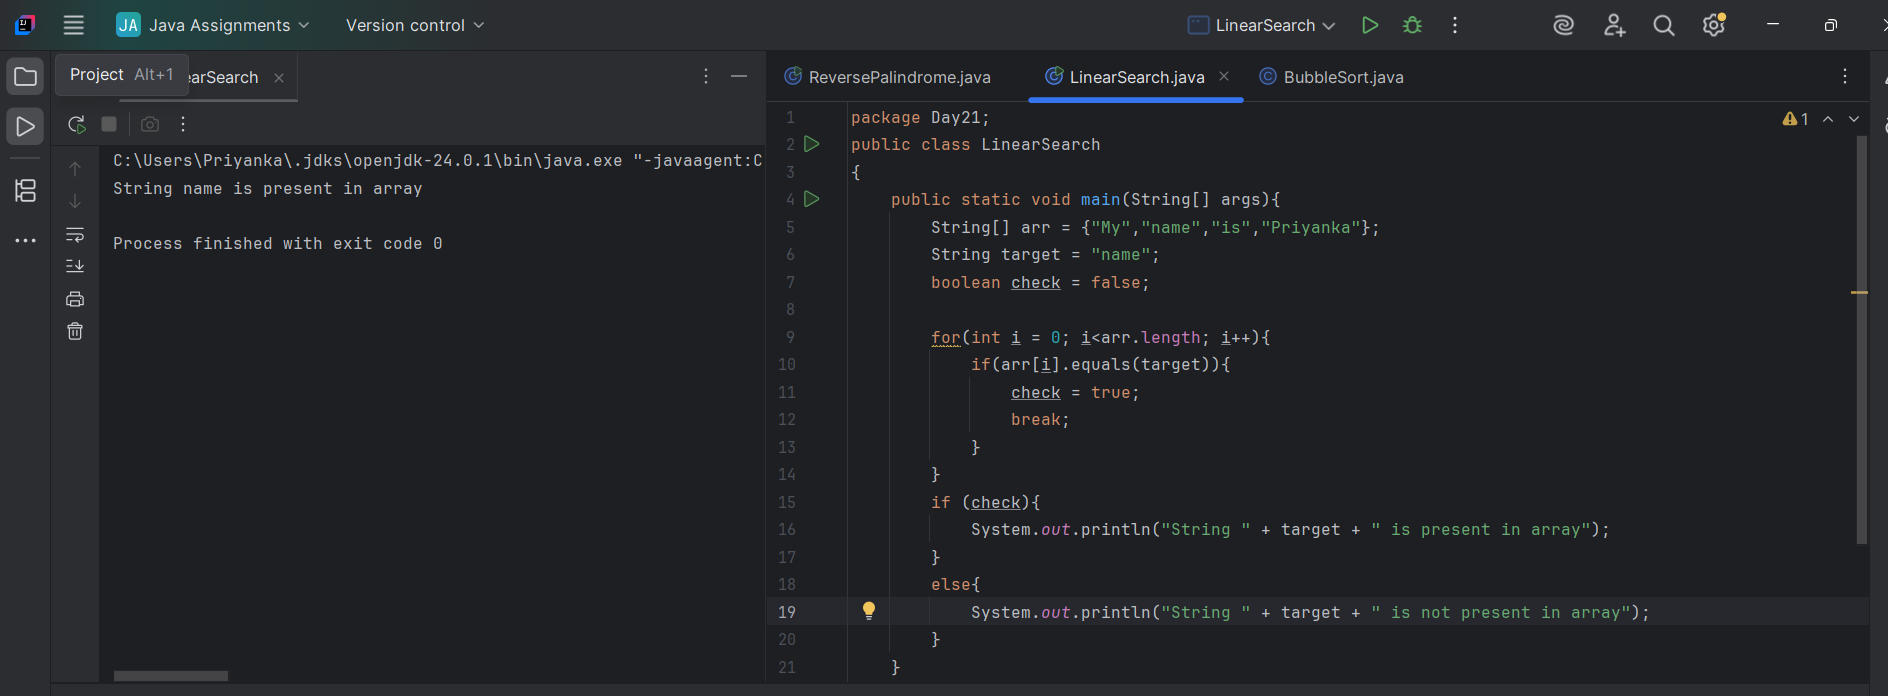 JA Java Assignments Version control LinearSearch
Project Alt+1 earSearch
C:\Users\Priyanka\.jdks\openjdk-24.0.1\bin\java.exe "-javaagent:C
String name is present in array
Process finished with exit code 0
ReversePalindrome.java LinearSearch.java BubbleSort.java
1 package Day21; 1
2 public class LinearSearch
3 {
4 public static void main(String[] args){
5 String[] arr = {"My","name","is","Priyanka"};
6 String target = "name";
7 boolean check = false;
8
9 for(int i = 0; i<arr.length; i++){
10 if(arr[i].equals(target)){
11 check = true;
12 break;
13 }
14 }
15 if (check){
16 System.out.println("String " + target + " is present in array");
17 }
18 else{
19 System.out.println("String " + target + " is not present in array");
20 }
21 }